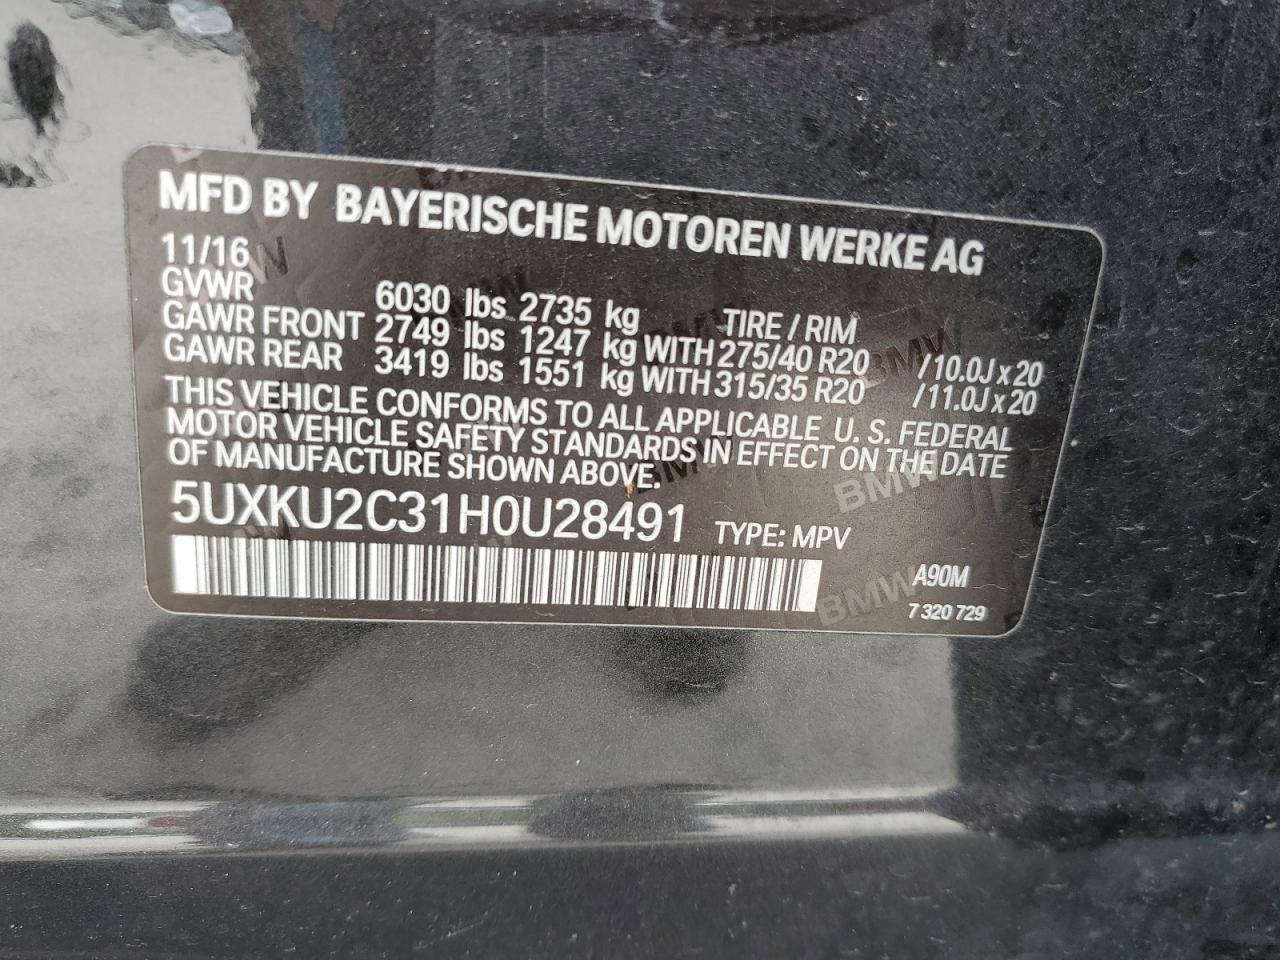 MFD BY BAYERISCHE MOTOREN WERKE AG
11/16
GVWR 6030 lbs 2735 kg TIRE / RIM
GAWR FRONT 2749 lbs 1247 kg WITH 275/40 R20 /10.0J x 20
GAWR REAR 3419 lbs 1551 kg WITH 315/35 R20 /11.0J x 20
THIS VEHICLE CONFORMS TO ALL APPLICABLE U. S. FEDERAL
MOTOR VEHICLE SAFETY STANDARDS IN EFFECT ON THE DATE
OF MANUFACTURE SHOWN ABOVE.
5UXKU2C31H0U28491 TYPE: MPV
A90M
7 320 729